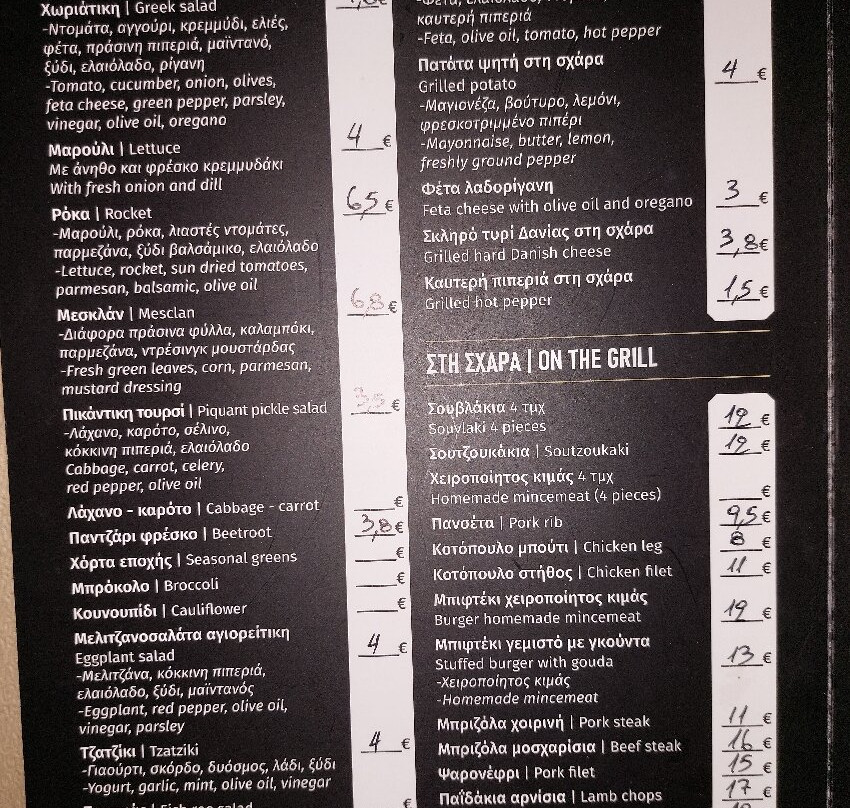 Χωριάτικη | Greek salad
-Ντομάτα, αγγούρι, κρεμμύδι, ελιές,
φέτα, πράσινη πιπεριά, μαϊντανό,
ξύδι, ελαιόλαδο, ρίγανη
-Tomato, cucumber, onion, olives,
feta cheese, green pepper, parsley,
vinegar, olive oil, oregano
Μαρούλι | Lettuce 4 €
Με άνηθο και φρέσκο κρεμμυδάκι
With fresh onion and dill
Ρόκα | Rocket 6,5 €
-Μαρούλι, ρόκα, λιαστές ντομάτες,
παρμεζάνα, ξύδι βαλσάμικο, ελαιόλαδο
-Lettuce, rocket, sun dried tomatoes,
parmesan, balsamic, olive oil
Μεσκλάν | Mesclan 6,8 €
-Διάφορα πράσινα φύλλα, καλαμπόκι,
παρμεζάνα, ντρέσινγκ μουστάρδας
-Fresh green leaves, corn, parmesan,
mustard dressing
Πικάντικη τουρσί | Piquant pickle salad 3,5 €
-Λάχανο, καρότο, σέλινο,
κόκκινη πιπεριά, ελαιόλαδο
Cabbage, carrot, celery,
red pepper, olive oil
Λάχανο - καρότο | Cabbage - carrot €
Παντζάρι φρέσκο | Beetroot 3,8 €
Χόρτα εποχής | Seasonal greens €
Μπρόκολο | Broccoli €
Κουνουπίδι | Cauliflower €
Μελιτζανοσαλάτα αγιορείτικη
Eggplant salad 4 €
-Μελιτζάνα, κόκκινη πιπεριά,
ελαιόλαδο, ξύδι, μαϊντανός
-Eggplant, red pepper, olive oil,
vinegar, parsley
Τζατζίκι | Tzatziki 4 €
-Γιαούρτι, σκόρδο, δυόσμος, λάδι, ξύδι
-Yogurt, garlic, mint, olive oil, vinegar
€
καυτερή πιπεριά
-Feta, olive oil, tomato, hot pepper
Πατάτα ψητή στη σχάρα 4 €
Grilled potato
-Μαγιονέζα, βούτυρο, λεμόνι,
φρεσκοτριμμένο πιπέρι
-Mayonnaise, butter, lemon,
freshly ground pepper
Φέτα λαδορίγανη 3 €
Feta cheese with olive oil and oregano
Σκληρό τυρί Δανίας στη σχάρα 3,8 €
Grilled hard Danish cheese
Καυτερή πιπεριά στη σχάρα 1,5 €
Grilled hot pepper
ΣΤΗ ΣΧΑΡΑ | ON THE GRILL
Σουβλάκια 4 τμχ 12 €
Souvlaki 4 pieces
Σουτζουκάκια | Soutzoukaki 12 €
Χειροποίητος κιμάς 4 τμχ
Homemade mincemeat (4 pieces) €
Πανσέτα | Pork rib 9,5 €
Κοτόπουλο μπούτι | Chicken leg 8 €
Κοτόπουλο στήθος | Chicken filet 11 €
Μπιφτέκι χειροποίητος κιμάς 12 €
Burger homemade mincemeat
Μπιφτέκι γεμιστό με γκούντα 13 €
Stuffed burger with gouda
-Χειροποίητος κιμάς
-Homemade mincemeat
Μπριζόλα χοιρινή | Pork steak 11 €
Μπριζόλα μοσχαρίσια | Beef steak 16 €
Ψαρονέφρι | Pork filet 15 €
Παϊδάκια αρνίσια | Lamb chops 17 €